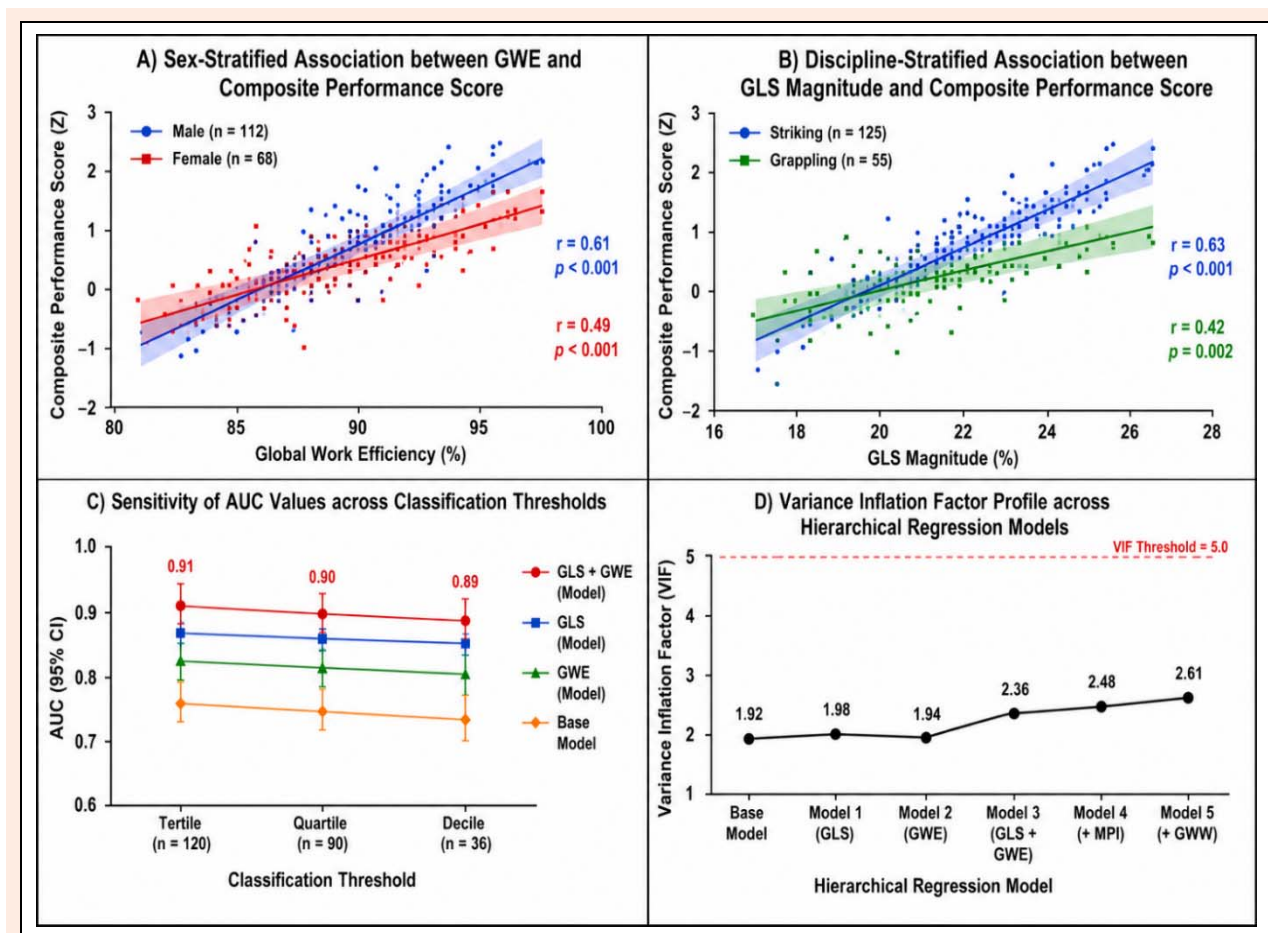 A) Sex-Stratified Association between GWE and
Composite Performance Score
Composite Performance Score (Z)
3
2
1
0
–1
–2
Male (n = 112)
Female (n = 68)
r = 0.61
p < 0.001
r = 0.49
p < 0.001
80
85
90
95
100
Global Work Efficiency (%)
B) Discipline-Stratified Association between
GLS Magnitude and Composite Performance Score
Composite Performance Score (Z)
3
2
1
0
–1
–2
Striking (n = 125)
Grappling (n = 55)
r = 0.63
p < 0.001
r = 0.42
p = 0.002
16
18
20
22
24
26
28
GLS Magnitude (%)
C) Sensitivity of AUC Values across Classification Thresholds
AUC (95% CI)
1.0
0.9
0.8
0.7
0.6
0.91
0.90
0.89
GLS + GWE
(Model)
GLS
(Model)
GWE
(Model)
Base
Model
Tertile
(n = 120)
Quartile
(n = 90)
Decile
(n = 36)
Classification Threshold
D) Variance Inflation Factor Profile across
Hierarchical Regression Models
Variance Inflation Factor (VIF)
VIF Threshold = 5.0
5
4
3
2
1
1.92
1.98
1.94
2.36
2.48
2.61
Base
Model
Model 1
(GLS)
Model 2
(GWE)
Model 3
(GLS +
GWE)
Model 4
(+ MPI)
Model 5
(+ GWW)
Hierarchical Regression Model